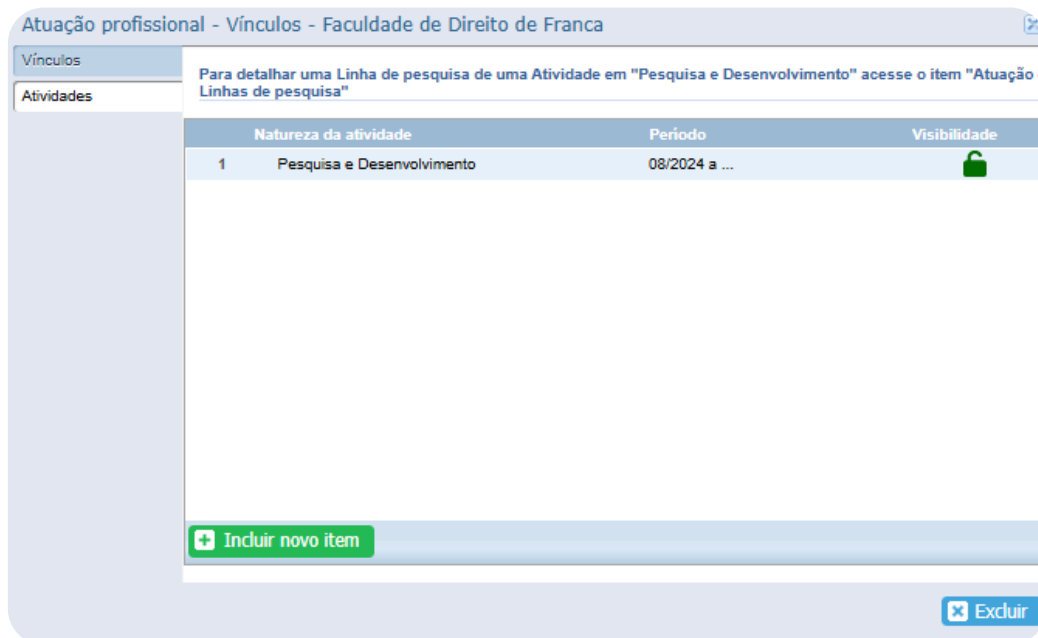 Atuação profissional - Vínculos - Faculdade de Direito de Franca
Vínculos
Atividades
Para detalhar uma Linha de pesquisa de uma Atividade em "Pesquisa e Desenvolvimento" acesse o item "Atuação
Linhas de pesquisa"
Natureza da atividade Período Visibilidade
1 Pesquisa e Desenvolvimento 08/2024 a ...
Incluir novo item
Excluir